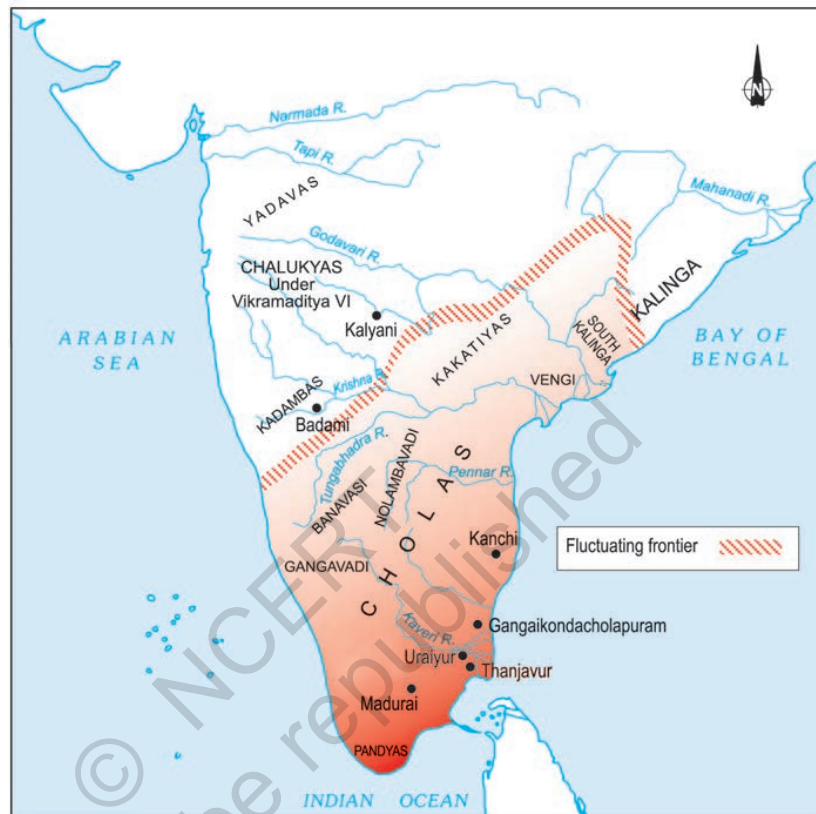 N
Narmada R.
Tapi R.
YADAVAS
Mahanadi R.
Godavari R.
CHALUKYAS
Under
Vikramaditya VI
Kalyani
KALINGA
ARABIAN
SEA
KAKATIYAS
SOUTH
KALINGA
BAY OF
BENGAL
VENGI
KADAMBAS
Krishna R.
Badami
Tungabhadra R.
NOLAMBAVADI
Pennar R.
BANAVASI
CHOLAS
Kanchi
Fluctuating frontier
GANGAVADI
Kaveri R.
Gangaikondacholapuram
Uraiyur
Thanjavur
Madurai
PANDYAS
INDIAN OCEAN
© NCERT
be republished